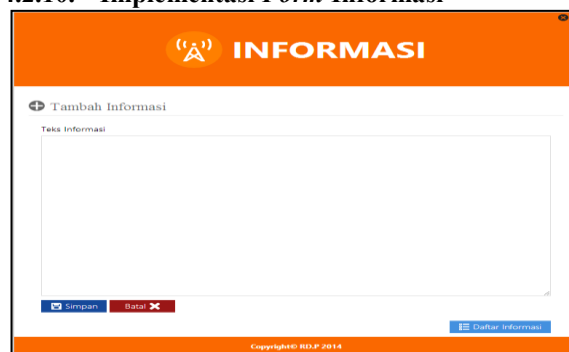 4.2.10. Implementasi Form Informasi
INFORMASI
Tambah Informasi
Teks Informasi
Simpan Batal
Daftar Informasi
Copyright© RD.P 2014